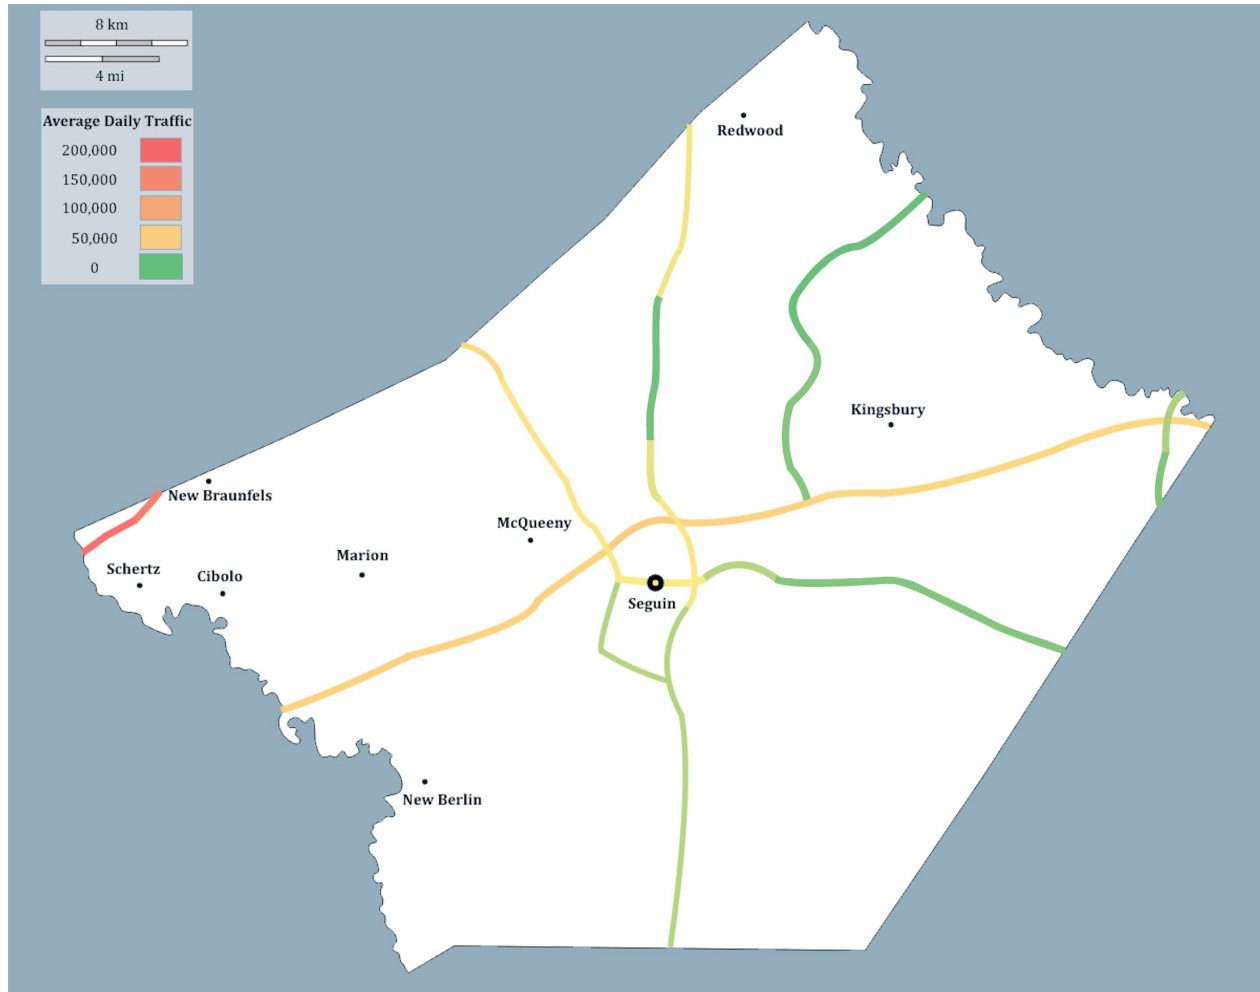 8 km
4 mi
Average Daily Traffic
200,000
150,000
100,000
50,000
0
Redwood
Kingsbury
New Braunfels
McQueeny
Marion
Schertz
Cibolo
Seguin
New Berlin